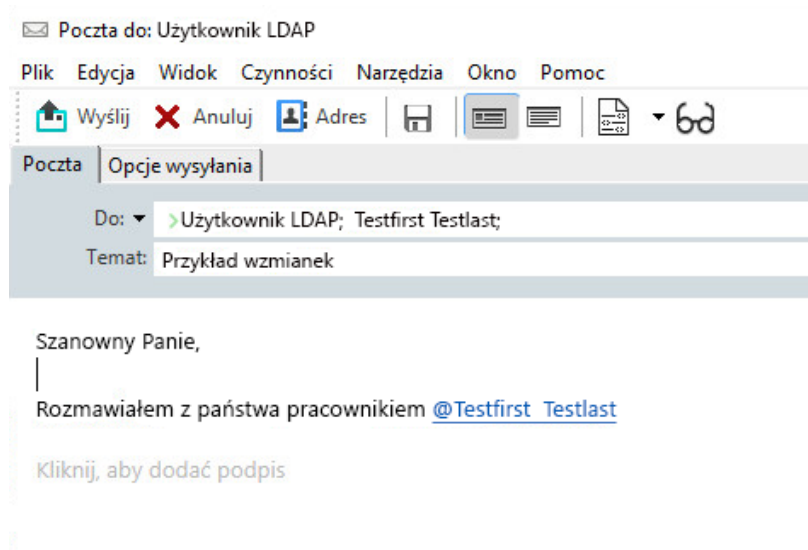 Poczta do: Użytkownik LDAP
Plik Edycja Widok Czynności Narzędzia Okno Pomoc
Wyślij Anuluj Adres
Poczta Opcje wysyłania
Do: >Użytkownik LDAP; Testfirst Testlast;
Temat: Przykład wzmianek
Szanowny Panie,
Rozmawiałem z państwa pracownikiem @Testfirst Testlast
Kliknij, aby dodać podpis